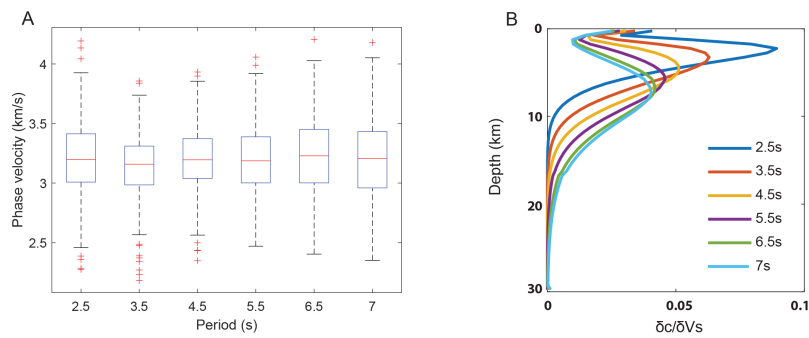 A
Phase velocity (km/s)
4
3.5
3
2.5
2.5 3.5 4.5 5.5 6.5 7
Period (s)
B
Depth (km)
0
10
20
30
2.5s
3.5s
4.5s
5.5s
6.5s
7s
0 0.05 0.1
δc/δVs